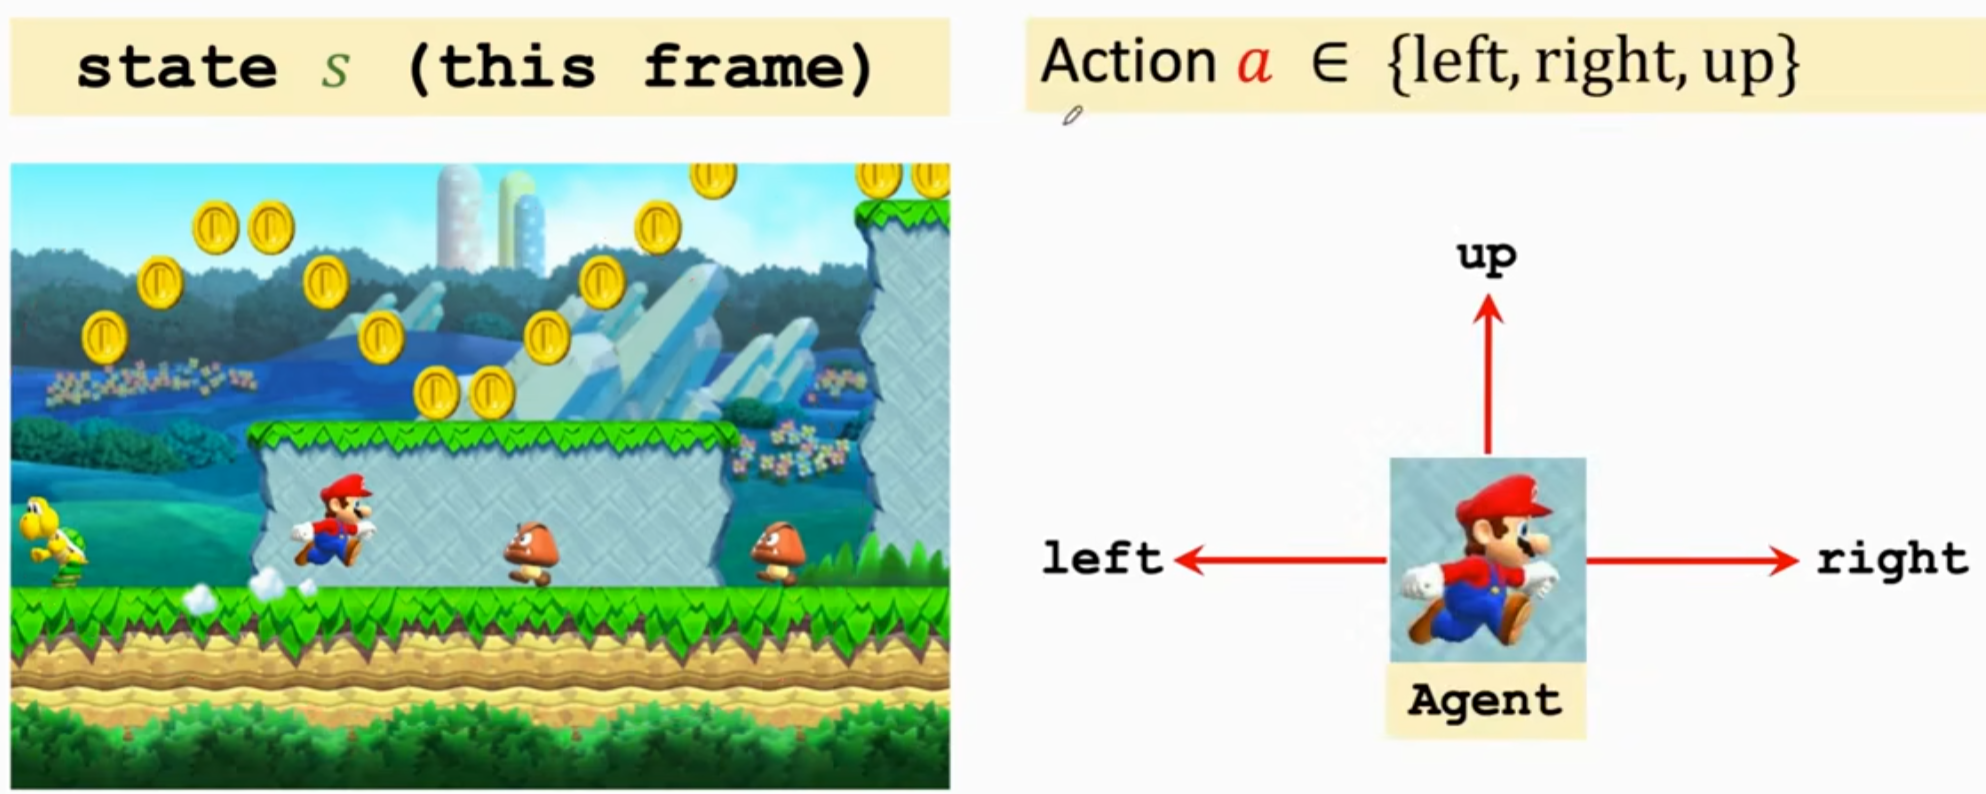 state s (this frame)
Action a ∈ {left, right, up}
up
left
right
Agent